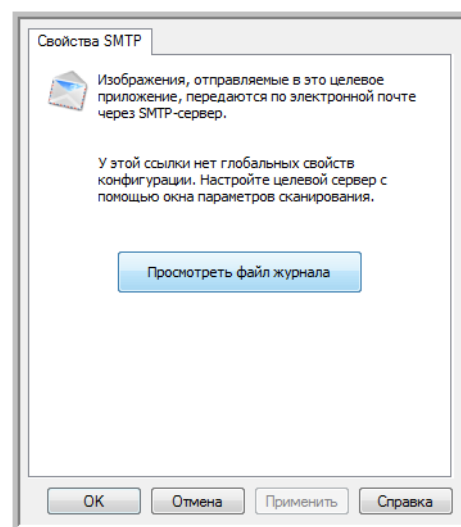 Свойства SMTP
Изображения, отправляемые в это целевое
приложение, передаются по электронной почте
через SMTP-сервер.
У этой ссылки нет глобальных свойств
конфигурации. Настройте целевой сервер с
помощью окна параметров сканирования.
Просмотреть файл журнала
OK Отмена Применить Справка